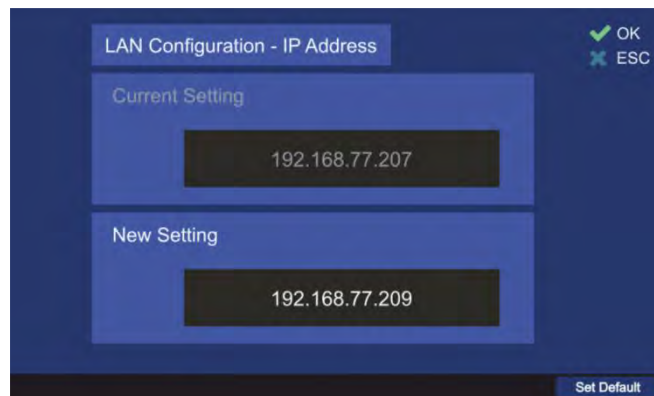 LAN Configuration - IP Address
OK
ESC
Current Setting
192.168.77.207
New Setting
192.168.77.209
Set Default